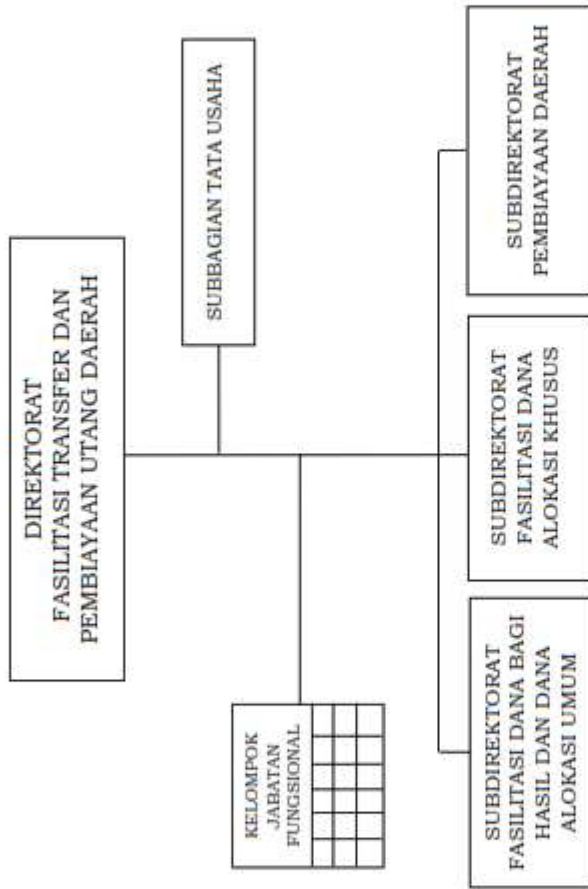 DIREKTORAT
FASILITASI TRANSFER DAN
PEMBIAYAAN UTANG DAERAH
SUBBAGIAN TATA USAHA
KELOMPOK
JABATAN
FUNGSIONAL
SUBDIREKTORAT
FASILITASI DANA BAGI
HASIL DAN DANA
ALOKASI UMUM
SUBDIREKTORAT
FASILITASI DANA
ALOKASI KHUSUS
SUBDIREKTORAT
PEMBIAYAAN DAERAH